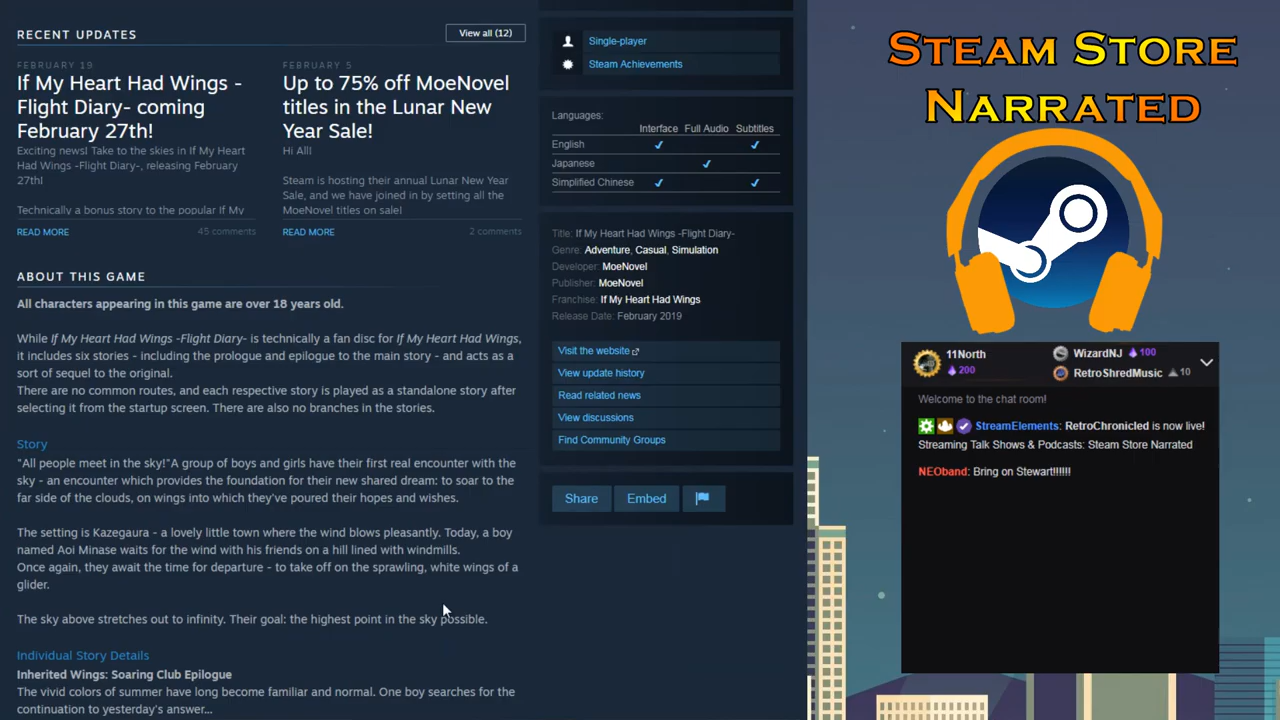 RECENT UPDATES
View all (12)
FEBRUARY 19
If My Heart Had Wings -
Flight Diary- coming
February 27th!
Exciting news! Take to the skies in If My Heart
Had Wings -Flight Diary-, releasing February
27th!
Technically a bonus story to the popular If My
READ MORE
45 comments
FEBRUARY 5
Up to 75% off MoeNovel
titles in the Lunar New
Year Sale!
Hi All!
Steam is hosting their annual Lunar New Year
Sale, and we have joined in by setting all the
MoeNovel titles on sale!
READ MORE
2 comments
ABOUT THIS GAME
All characters appearing in this game are over 18 years old.
While If My Heart Had Wings -Flight Diary- is technically a fan disc for If My Heart Had Wings,
it includes six stories - including the prologue and epilogue to the main story - and acts as a
sort of sequel to the original.
There are no common routes, and each respective story is played as a standalone story after
selecting it from the startup screen. There are also no branches in the stories.
Story
"All people meet in the sky!"A group of boys and girls have their first real encounter with the
sky - an encounter which provides the foundation for their new shared dream: to soar to the
far side of the clouds, on wings into which they've poured their hopes and wishes.
The setting is Kazegaura - a lovely little town where the wind blows pleasantly. Today, a boy
named Aoi Minase waits for the wind with his friends on a hill lined with windmills.
Once again, they await the time for departure - to take off on the sprawling, white wings of a
glider.
The sky above stretches out to infinity. Their goal: the highest point in the sky possible.
Individual Story Details
Inherited Wings: Soaring Club Epilogue
The vivid colors of summer have long become familiar and normal. One boy searches for the
continuation to yesterday's answer...
Single-player
Steam Achievements
Languages:
Interface Full Audio Subtitles
English ✓ ✓
Japanese ✓
Simplified Chinese ✓ ✓
Title: If My Heart Had Wings -Flight Diary-
Genre: Adventure, Casual, Simulation
Developer: MoeNovel
Publisher: MoeNovel
Franchise: If My Heart Had Wings
Release Date: February 2019
Visit the website
View update history
Read related news
View discussions
Find Community Groups
Share
Embed
STEAM STORE
NARRATED
11North
200
WizardNJ 100
RetroShredMusic 10
Welcome to the chat room!
StreamElements: RetroChronicled is now live!
Streaming Talk Shows & Podcasts: Steam Store Narrated
NEOband: Bring on Stewart!!!!!!